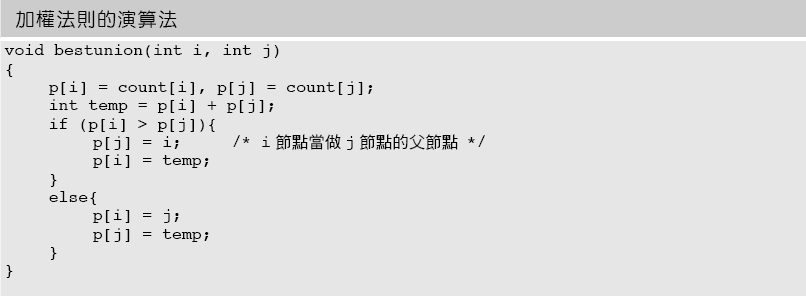 加權法則的演算法
void bestunion(int i, int j)
{
     p[i] = count[i], p[j] = count[j];
     int temp = p[i] + p[j];
     if (p[i] > p[j]){
          p[j] = i;      /* i 節點當做 j 節點的父節點 */
          p[i] = temp;
     }
     else{
          p[i] = j;
          p[j] = temp;
     }
}